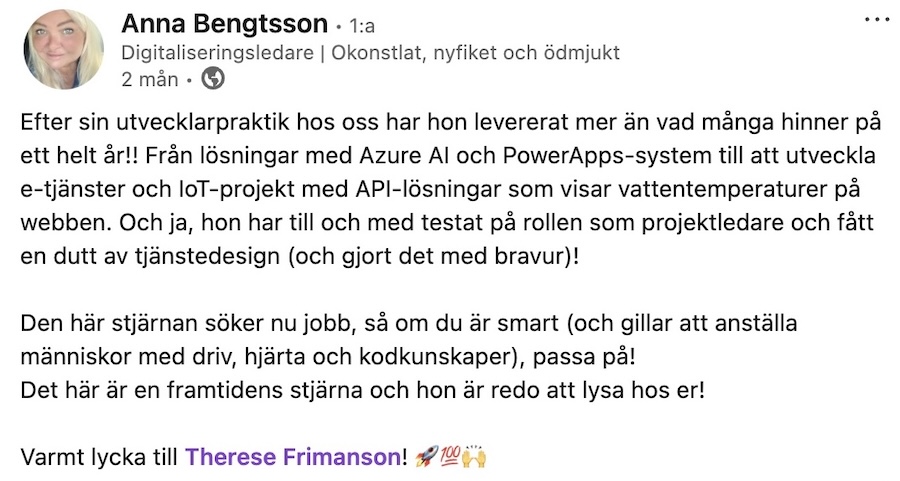 Anna Bengtsson • 1:a
Digitaliseringsledare | Okonstlat, nyfiket och ödmjukt
2 mån •
Efter sin utvecklarpraktik hos oss har hon levererat mer än vad många hinner på
ett helt år!! Från lösningar med Azure AI och PowerApps-system till att utveckla
e-tjänster och IoT-projekt med API-lösningar som visar vattentemperaturer på
webben. Och ja, hon har till och med testat på rollen som projektledare och fått
en dutt av tjänstedesign (och gjort det med bravur)!
Den här stjärnan söker nu jobb, så om du är smart (och gillar att anställa
människor med driv, hjärta och kodkunskaper), passa på!
Det här är en framtidens stjärna och hon är redo att lysa hos er!
Varmt lycka till Therese Frimanson! 🚀💯🙌